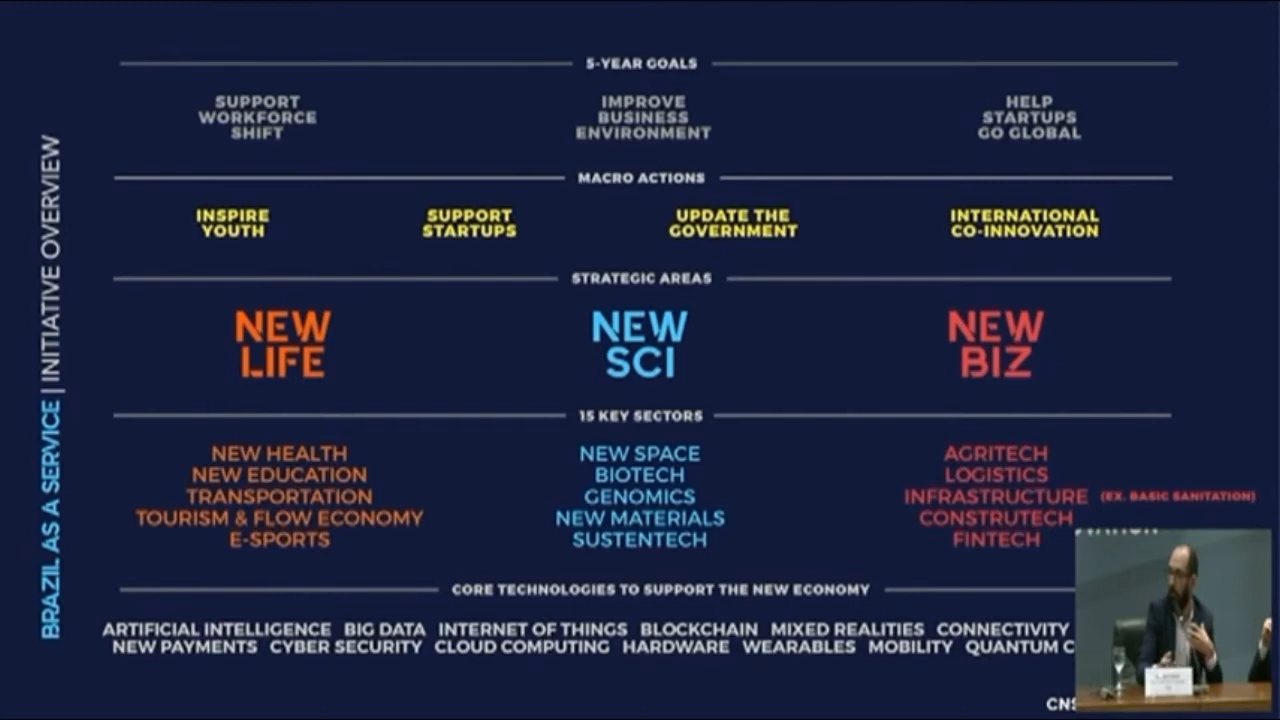 BRAZIL AS A SERVICE | INITIATIVE OVERVIEW
5-YEAR GOALS
SUPPORT
WORKFORCE
SHIFT
IMPROVE
BUSINESS
ENVIRONMENT
HELP
STARTUPS
GO GLOBAL
MACRO ACTIONS
INSPIRE
YOUTH
SUPPORT
STARTUPS
UPDATE THE
GOVERNMENT
INTERNATIONAL
CO-INNOVATION
STRATEGIC AREAS
NEW
LIFE
NEW
SCI
NEW
BIZ
15 KEY SECTORS
NEW HEALTH
NEW EDUCATION
TRANSPORTATION
TOURISM & FLOW ECONOMY
E-SPORTS
NEW SPACE
BIOTECH
GENOMICS
NEW MATERIALS
SUSTENTECH
AGRITECH
LOGISTICS
INFRASTRUCTURE (EX. BASIC SANITATION)
CONSTRUTECH
FINTECH
CORE TECHNOLOGIES TO SUPPORT THE NEW ECONOMY
ARTIFICIAL INTELLIGENCE BIG DATA INTERNET OF THINGS BLOCKCHAIN MIXED REALITIES CONNECTIVITY
NEW PAYMENTS CYBER SECURITY CLOUD COMPUTING HARDWARE WEARABLES MOBILITY QUANTUM